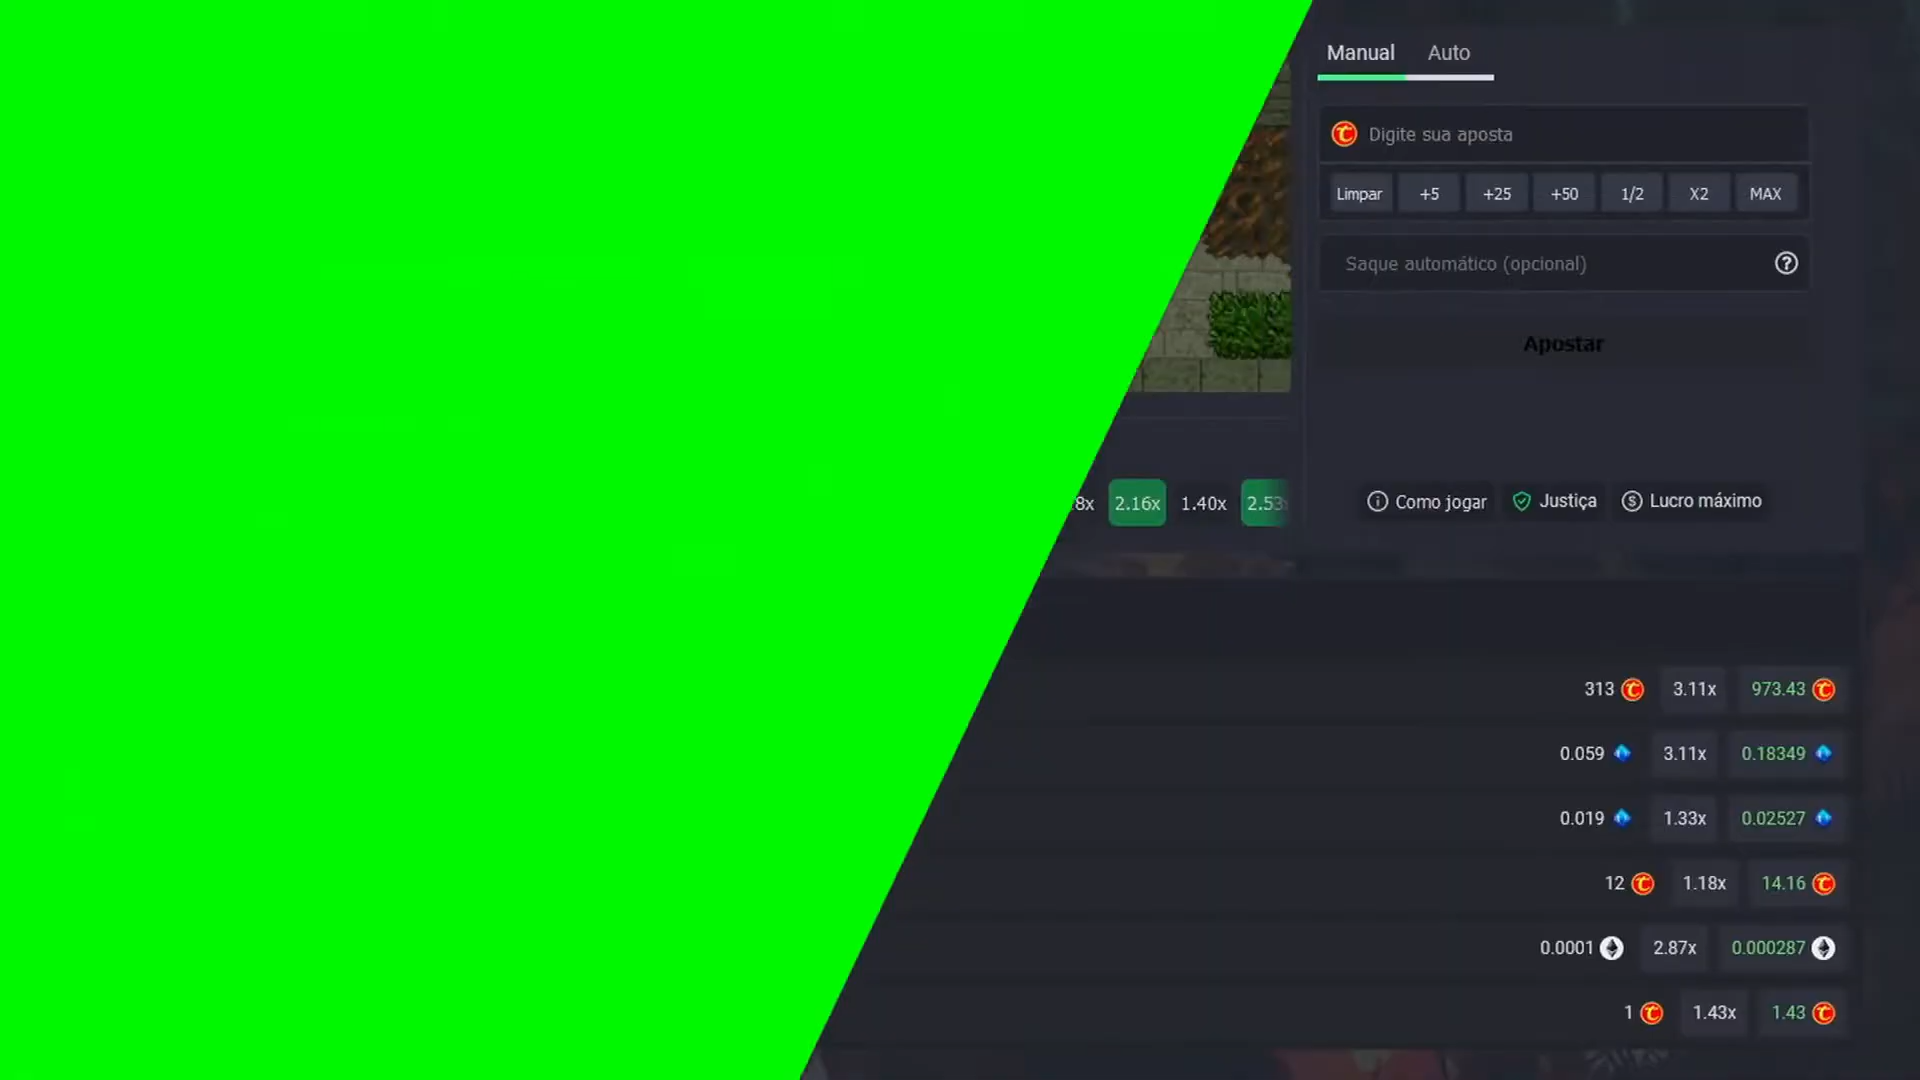 Manual Auto
Digite sua aposta
Limpar +5 +25 +50 1/2 X2 MAX
Saque automático (opcional)
Apostar
8x 2.16x 1.40x 2.53
Como jogar Justiça Lucro máximo
313 3.11x 973.43
0.059 3.11x 0.18349
0.019 1.33x 0.02527
12 1.18x 14.16
0.0001 2.87x 0.000287
1 1.43x 1.43